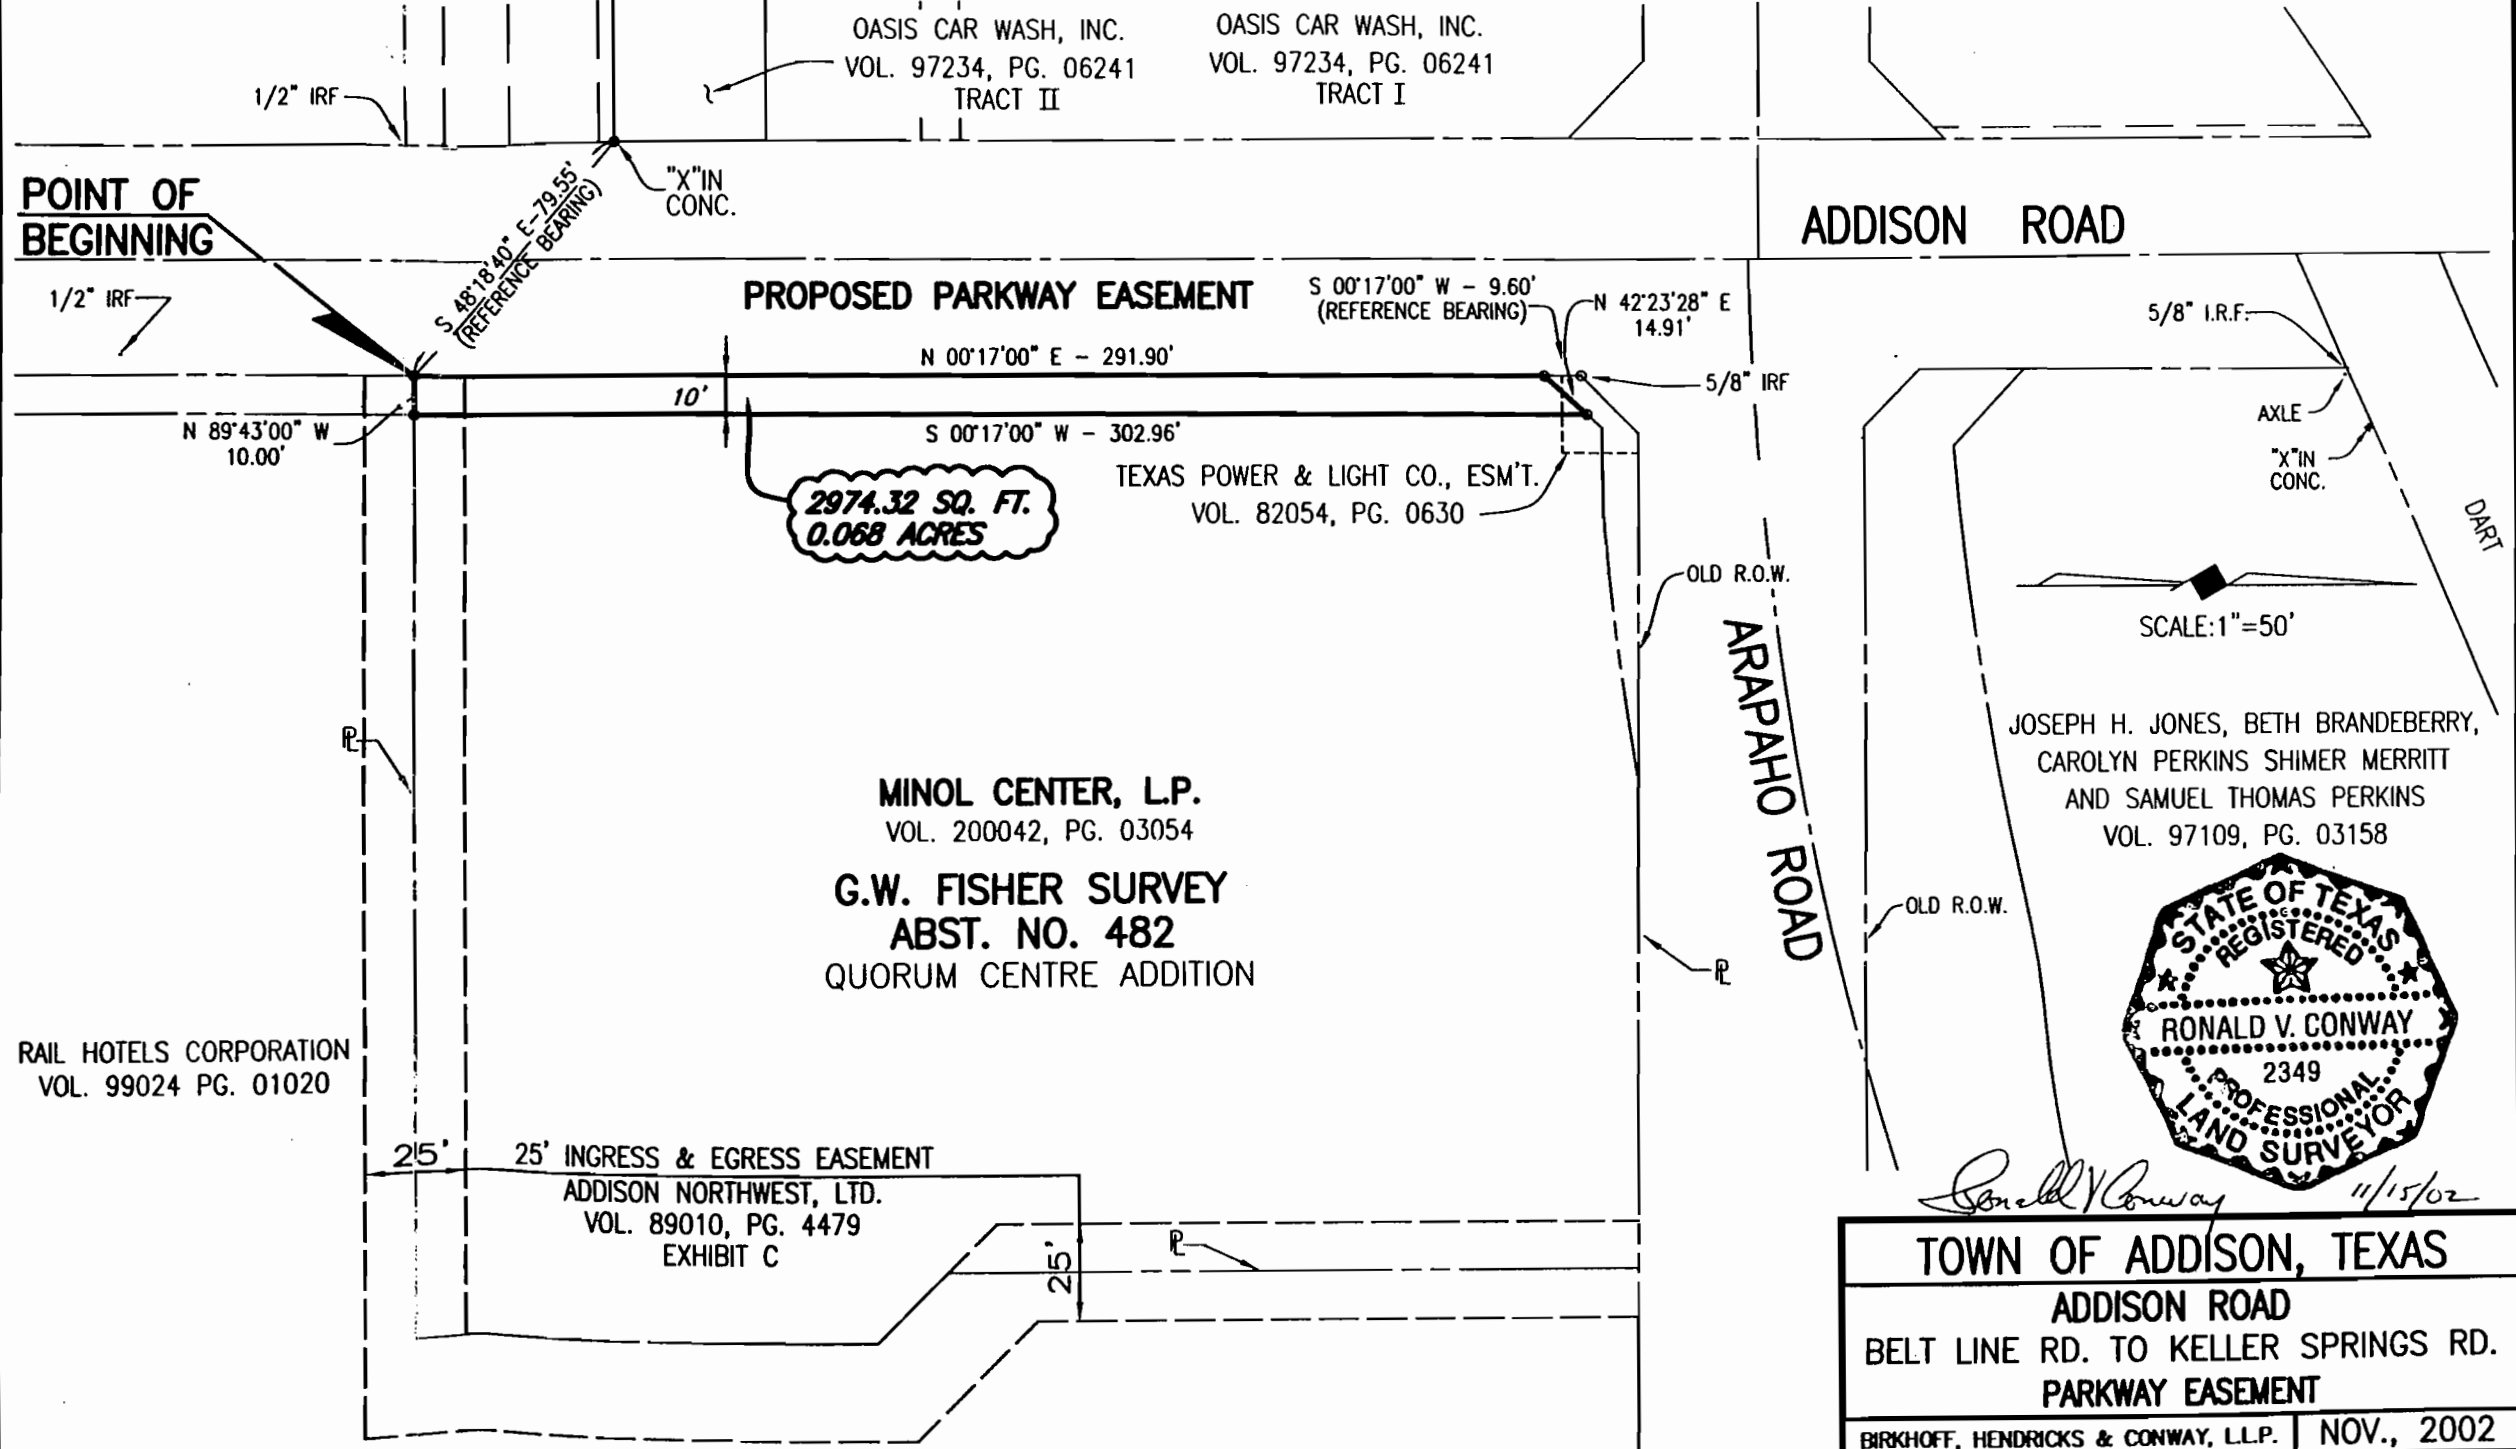 OASIS CAR WASH, INC.
VOL. 97234, PG. 06241
TRACT II
OASIS CAR WASH, INC.
VOL. 97234, PG. 06241
TRACT I
1/2" IRF
"X"IN
CONC.
POINT OF
BEGINNING
S 48°18'40" E-79.55'
(REFERENCE BEARING)
ADDISON ROAD
1/2" IRF
PROPOSED PARKWAY EASEMENT
S 00°17'00" W - 9.60'
(REFERENCE BEARING)
N 42°23'28" E
14.91'
5/8" I.R.F.
N 00°17'00" E - 291.90'
10'
5/8" IRF
AXLE
N 89°43'00" W
10.00'
S 00°17'00" W - 302.96'
"X"IN
CONC.
2974.32 SQ. FT.
0.068 ACRES
TEXAS POWER & LIGHT CO., ESM'T.
VOL. 82054, PG. 0630
DART
OLD R.O.W.
SCALE:1"=50'
ARAPAHO ROAD
JOSEPH H. JONES, BETH BRANDEBERRY,
CAROLYN PERKINS SHIMER MERRITT
AND SAMUEL THOMAS PERKINS
VOL. 97109, PG. 03158
PL
MINOL CENTER, L.P.
VOL. 200042, PG. 03054
G.W. FISHER SURVEY
ABST. NO. 482
QUORUM CENTRE ADDITION
OLD R.O.W.
PL
STATE OF TEXAS
REGISTERED
RONALD V. CONWAY
2349
PROFESSIONAL
LAND SURVEYOR
RAIL HOTELS CORPORATION
VOL. 99024 PG. 01020
25'
25' INGRESS & EGRESS EASEMENT
ADDISON NORTHWEST, LTD.
VOL. 89010, PG. 4479
EXHIBIT C
25'
PL
Ronald V Conway 11/15/02
TOWN OF ADDISON, TEXAS
ADDISON ROAD
BELT LINE RD. TO KELLER SPRINGS RD.
PARKWAY EASEMENT
BIRKHOFF, HENDRICKS & CONWAY, L.L.P.
NOV., 2002